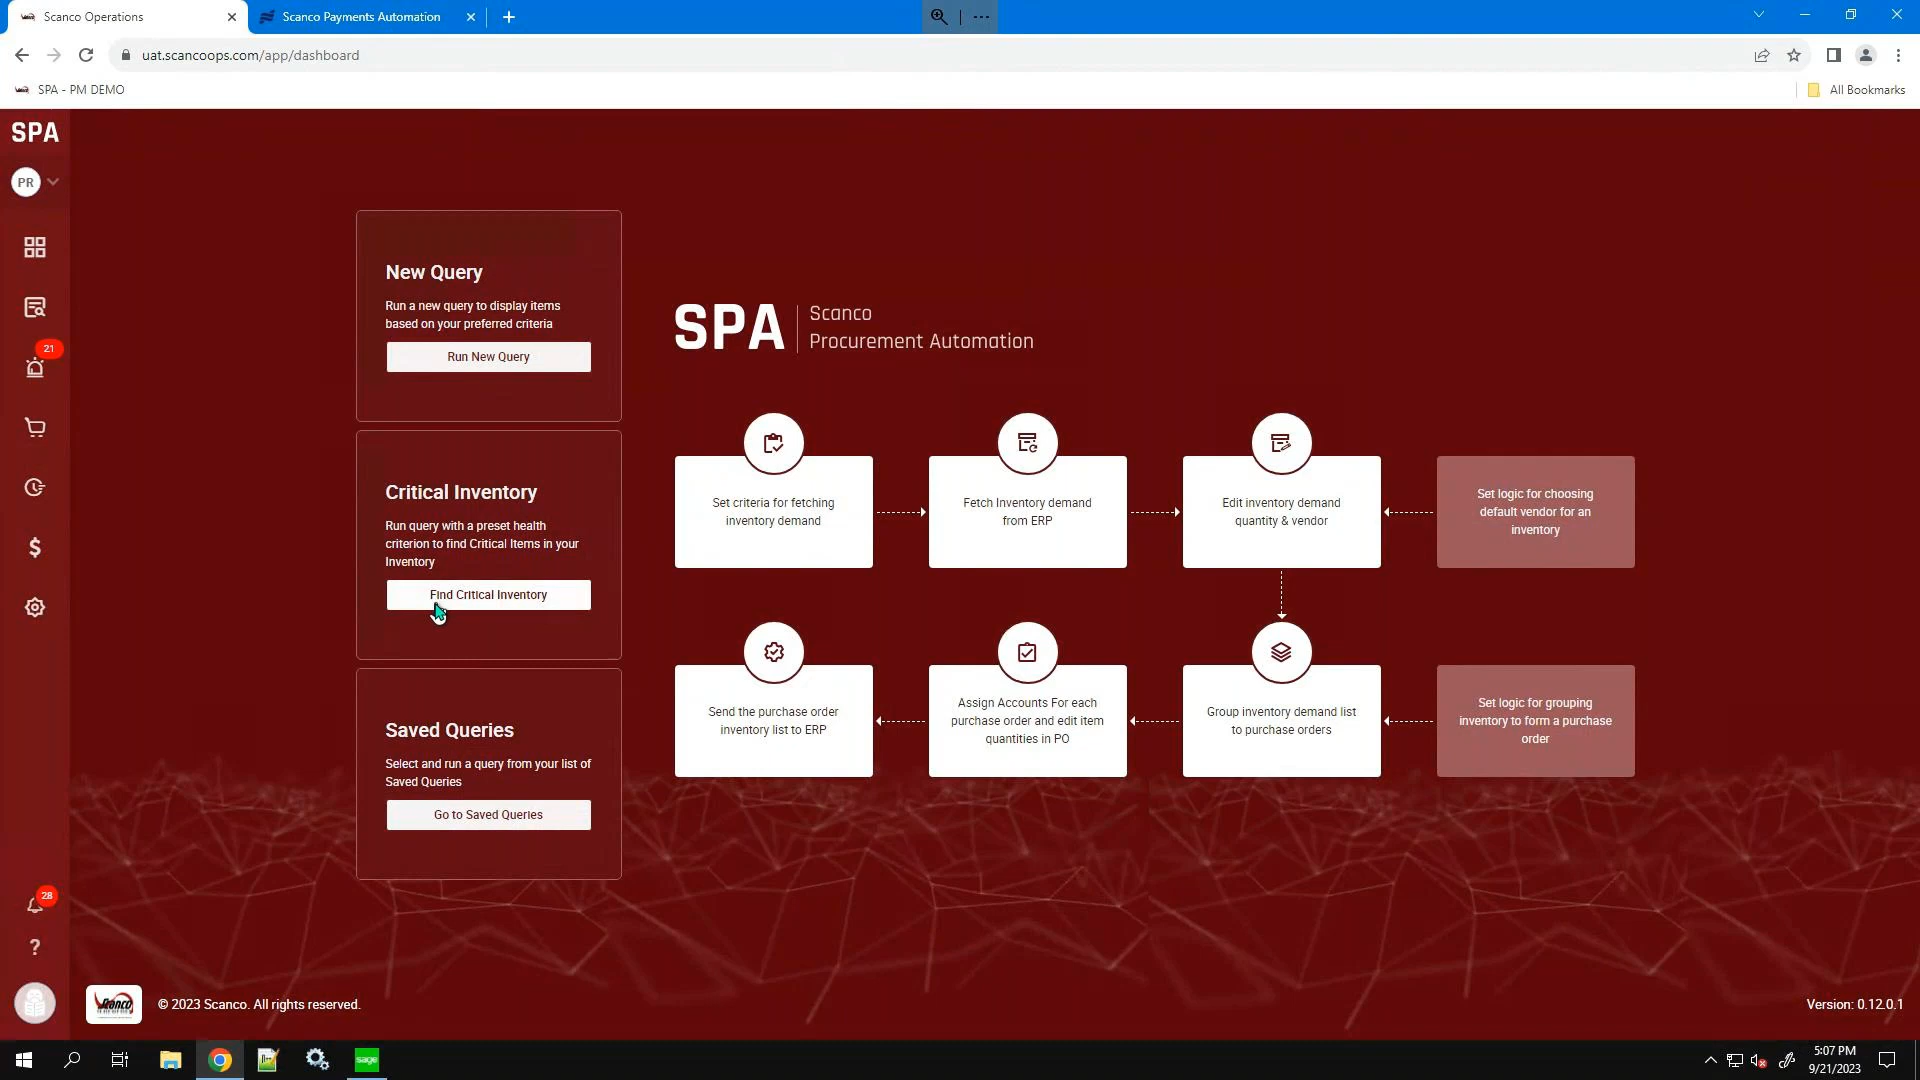 Scanco Operations
Scanco Payments Automation
uat.scancoops.com/app/dashboard
SPA - PM DEMO
All Bookmarks
SPA
PR
21
28
?
New Query
Run a new query to display items
based on your preferred criteria
Run New Query
Critical Inventory
Run query with a preset health
criterion to find Critical Items in your
Inventory
Find Critical Inventory
Saved Queries
Select and run a query from your list of
Saved Queries
Go to Saved Queries
SPA
Scanco
Procurement Automation
Set criteria for fetching
inventory demand
Fetch Inventory demand
from ERP
Edit inventory demand
quantity & vendor
Set logic for choosing
default vendor for an
inventory
Send the purchase order
inventory list to ERP
Assign Accounts For each
purchase order and edit item
quantities in PO
Group inventory demand list
to purchase orders
Set logic for grouping
inventory to form a purchase
order
Scanco
© 2023 Scanco. All rights reserved.
Version: 0.12.0.1
sage
5:07 PM
9/21/2023